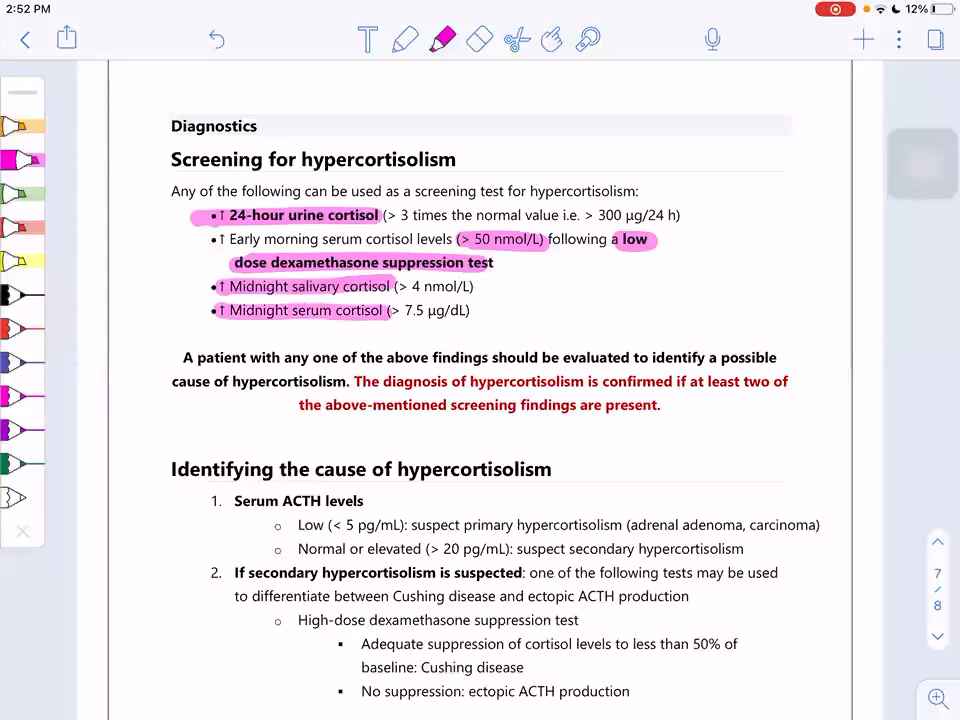 2:52 PM
12%
Diagnostics
Screening for hypercortisolism
Any of the following can be used as a screening test for hypercortisolism:
•↑ 24-hour urine cortisol (> 3 times the normal value i.e. > 300 μg/24 h)
•↑ Early morning serum cortisol levels (> 50 nmol/L) following a low
dose dexamethasone suppression test
•↑ Midnight salivary cortisol (> 4 nmol/L)
•↑ Midnight serum cortisol (> 7.5 μg/dL)
A patient with any one of the above findings should be evaluated to identify a possible
cause of hypercortisolism. The diagnosis of hypercortisolism is confirmed if at least two of
the above-mentioned screening findings are present.
Identifying the cause of hypercortisolism
1. Serum ACTH levels
o Low (< 5 pg/mL): suspect primary hypercortisolism (adrenal adenoma, carcinoma)
o Normal or elevated (> 20 pg/mL): suspect secondary hypercortisolism
2. If secondary hypercortisolism is suspected: one of the following tests may be used
to differentiate between Cushing disease and ectopic ACTH production
o High-dose dexamethasone suppression test
▪ Adequate suppression of cortisol levels to less than 50% of
baseline: Cushing disease
▪ No suppression: ectopic ACTH production
7
/
8